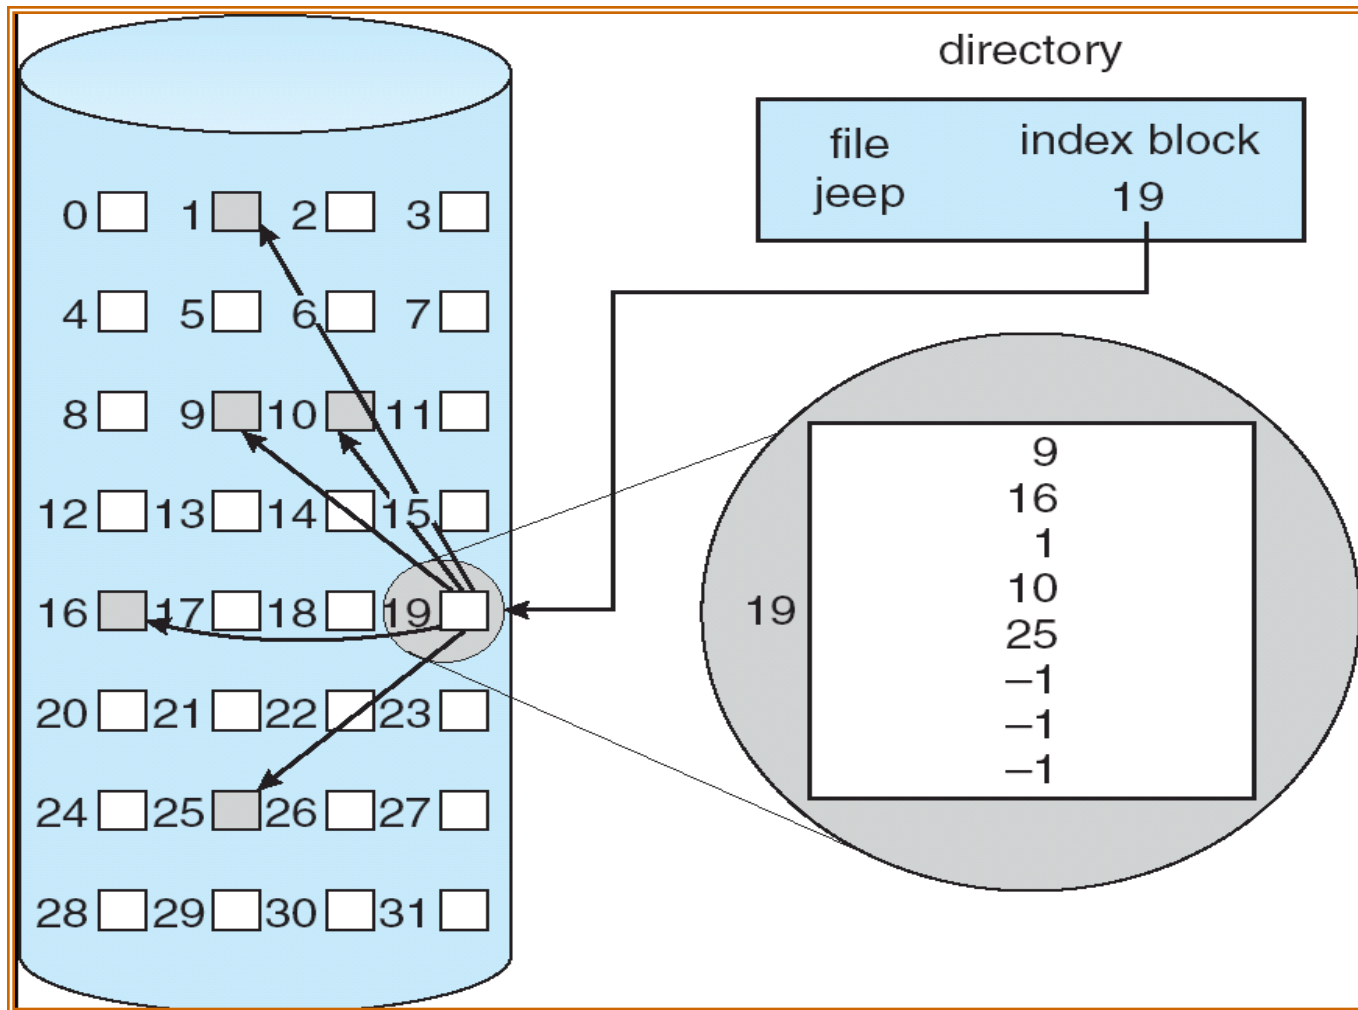 directory
file index block
jeep 19
0 1 2 3
4 5 6 7
8 9 10 11
12 13 14 15
16 17 18 19
20 21 22 23
24 25 26 27
28 29 30 31
19
9
16
1
10
25
–1
–1
–1